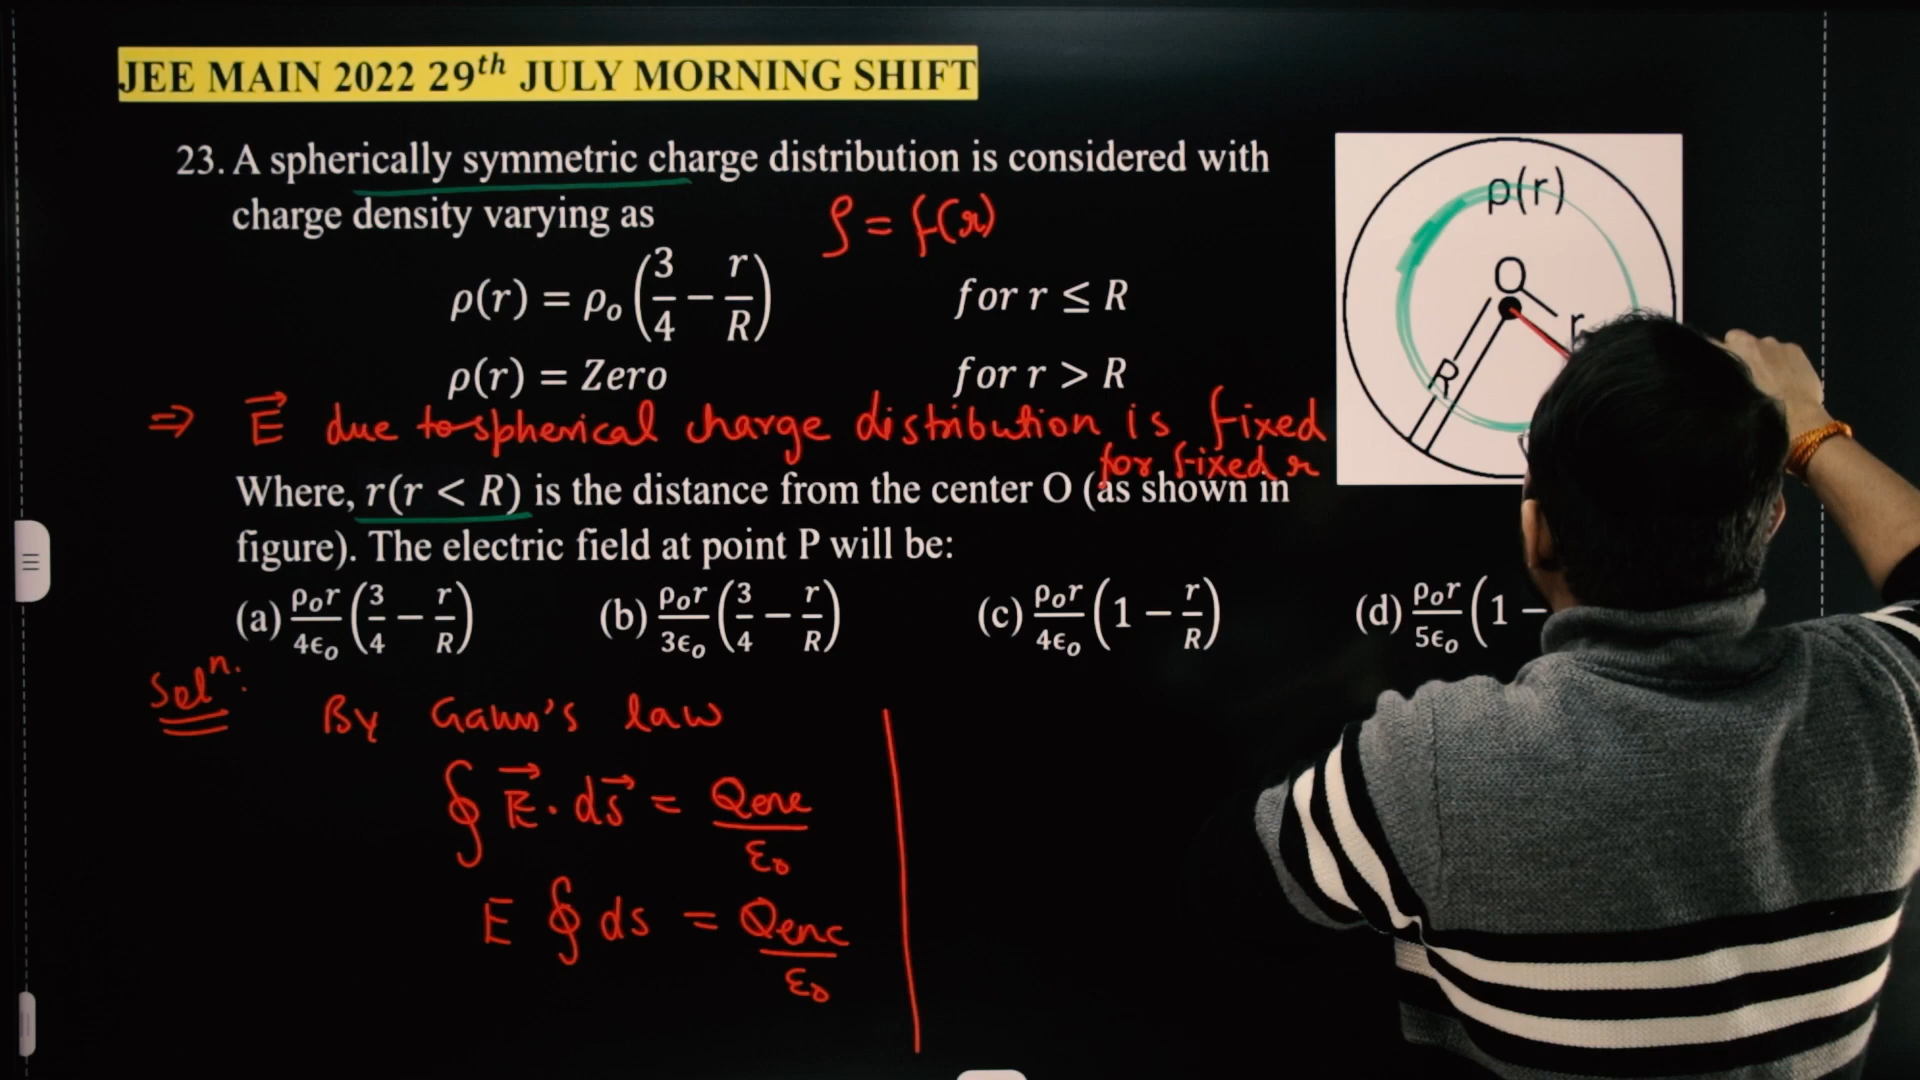 JEE MAIN 2022 29th JULY MORNING SHIFT
23. A spherically symmetric charge distribution is considered with
charge density varying as
ρ = f(r)
ρ(r) = ρ₀ (3/4 − r/R) for r ≤ R
ρ(r) = Zero for r > R
⇒ E⃗ due to spherical charge distribution is fixed
for fixed r
Where, r(r < R) is the distance from the center O (as shown in
figure). The electric field at point P will be:
(a) ρ₀r/4ϵ₀ (3/4 − r/R) (b) ρ₀r/3ϵ₀ (3/4 − r/R) (c) ρ₀r/4ϵ₀ (1 − r/R) (d) ρ₀r/5ϵ₀ (1 −
Solⁿ.
By Gauss's law
∮ E⃗ . ds⃗ = Qenc/ε₀
E ∮ ds = Qenc/ε₀
ρ(r)
O
r
R